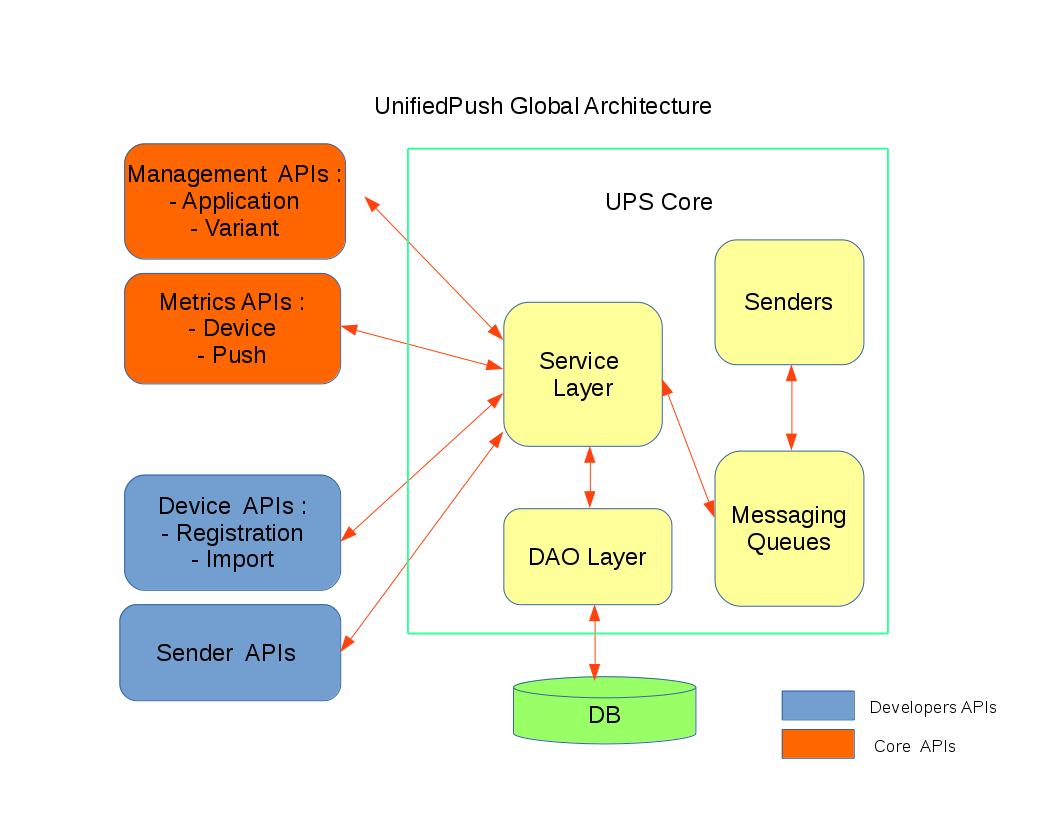 UnifiedPush Global Architecture
Management APIs :
- Application
- Variant
Metrics APIs :
- Device
- Push
Device APIs :
- Registration
- Import
Sender APIs
UPS Core
Service
Layer
DAO Layer
Senders
Messaging
Queues
DB
Developers APIs
Core APIs